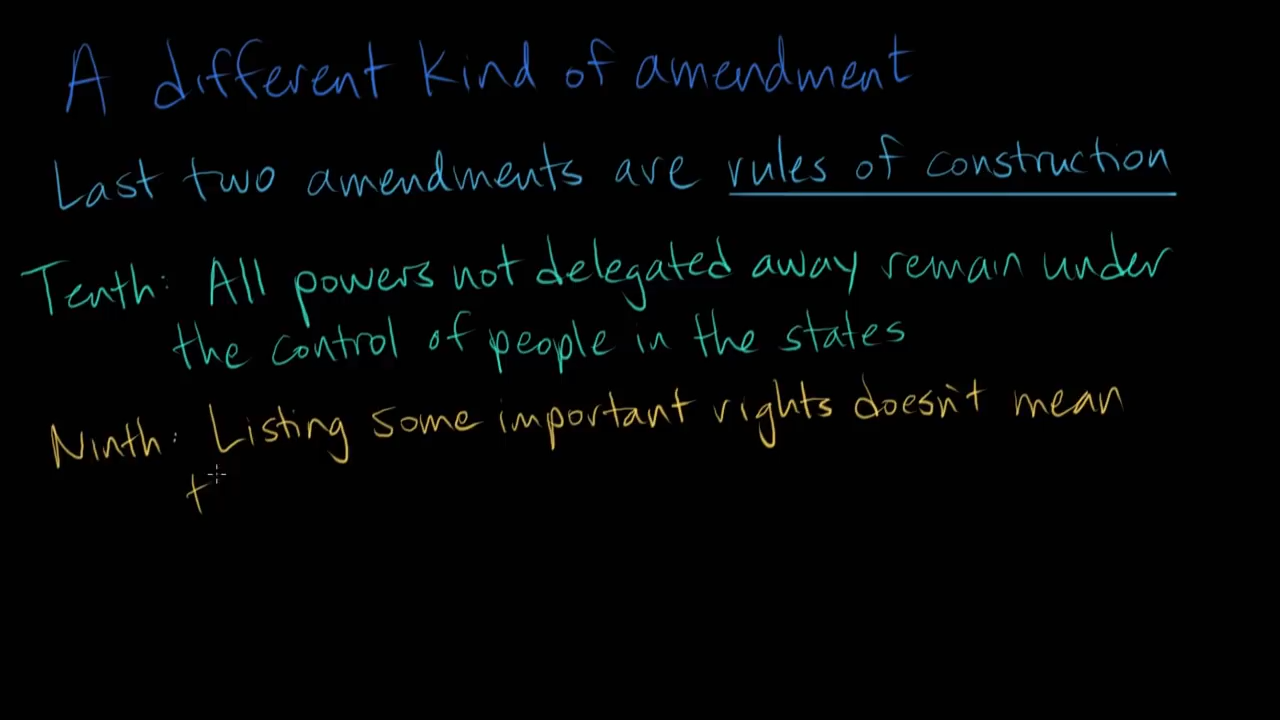 A different kind of amendment
Last two amendments are rules of construction
Tenth: All powers not delegated away remain under
the control of people in the states
Ninth: Listing some important rights doesn't mean
t